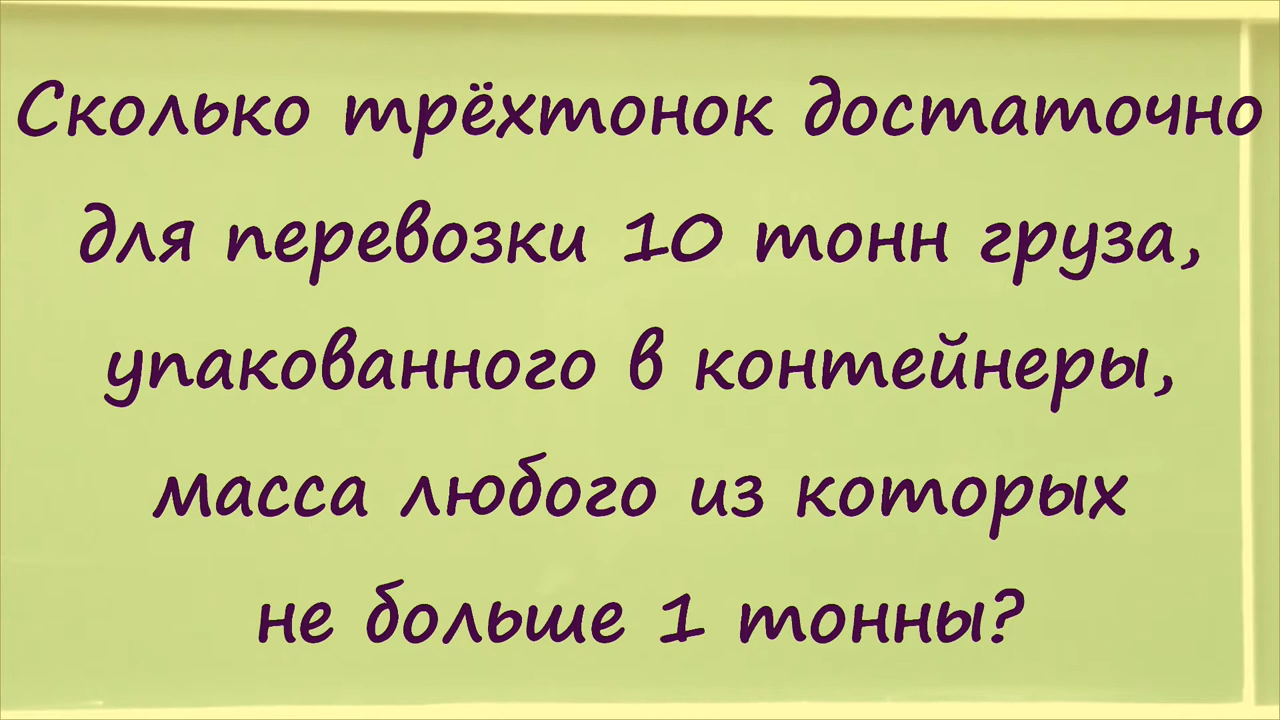 Сколько трёхтонок достаточно
для перевозки 10 тонн груза,
упакованного в контейнеры,
масса любого из которых
не больше 1 тонны?